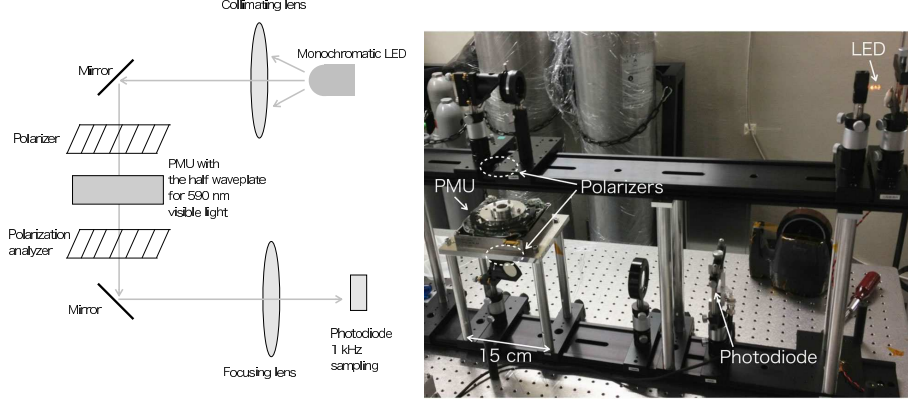 Collimating lens
Monochromatic LED
Mirror
Polarizer
PMU with
the half waveplate
for 590 nm
visible light
Polarization
analyzer
Mirror
Focusing lens
Photodiode
1 kHz
sampling
LED
PMU
Polarizers
15 cm
Photodiode